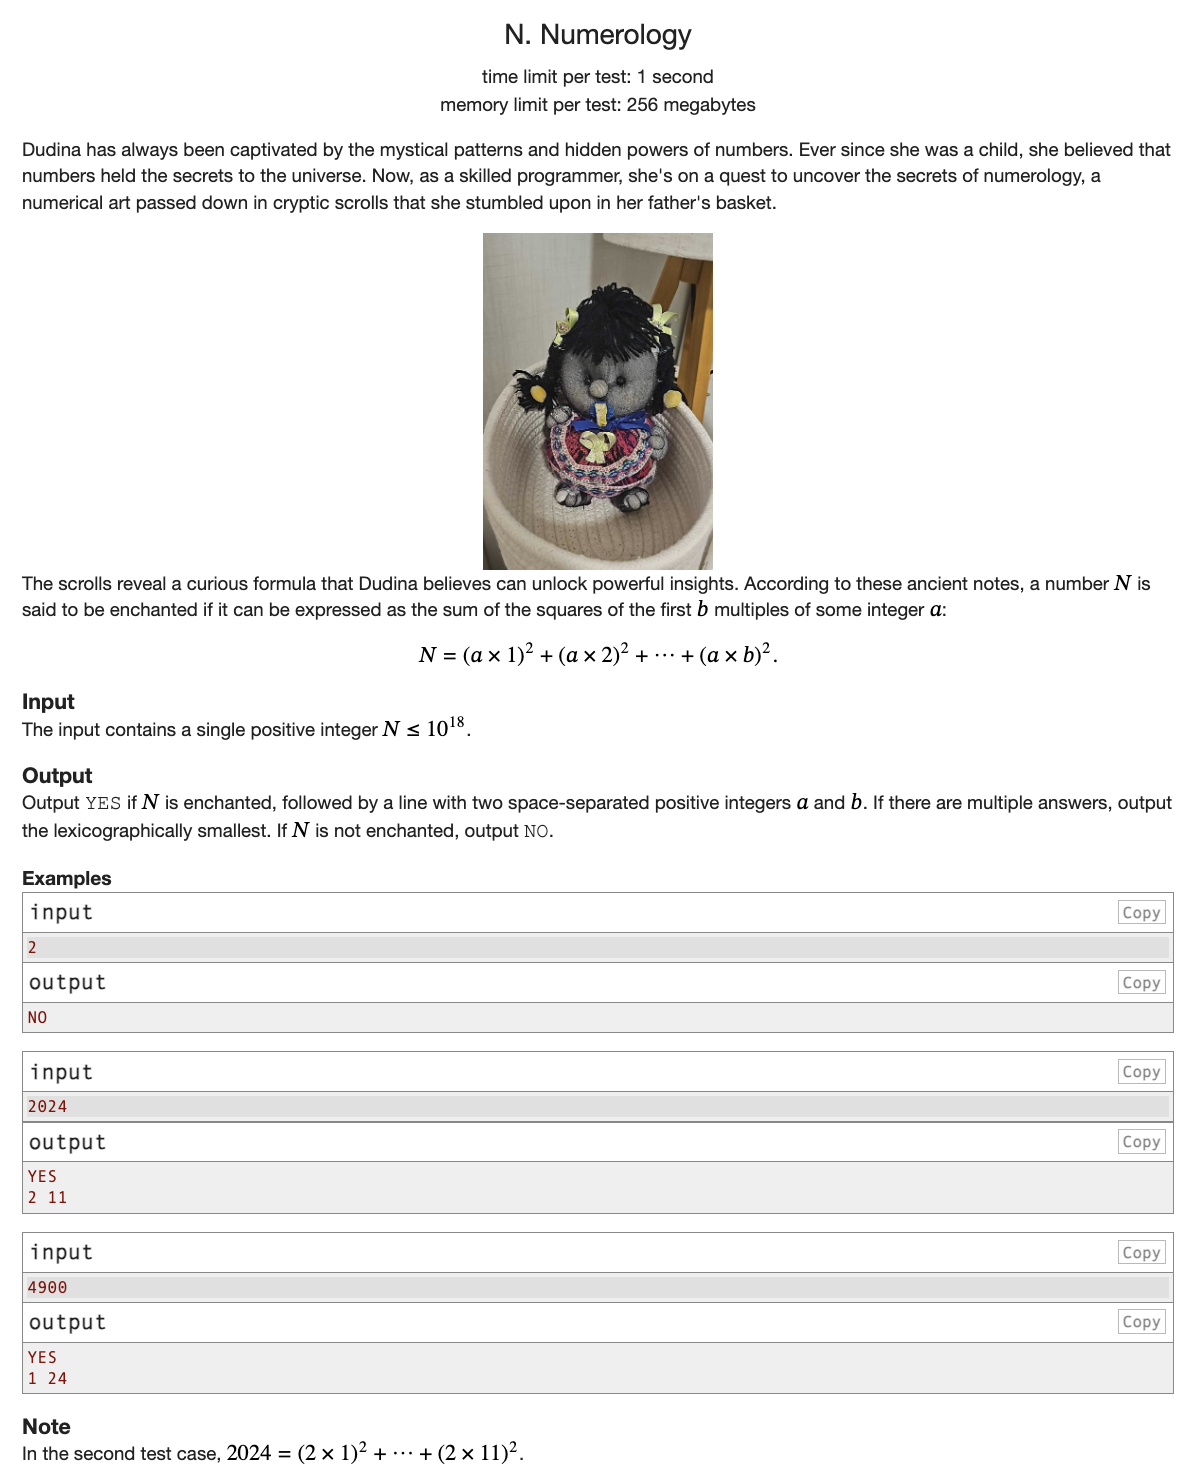 N. Numerology
time limit per test: 1 second
memory limit per test: 256 megabytes
Dudina has always been captivated by the mystical patterns and hidden powers of numbers. Ever since she was a child, she believed that
numbers held the secrets to the universe. Now, as a skilled programmer, she's on a quest to uncover the secrets of numerology, a
numerical art passed down in cryptic scrolls that she stumbled upon in her father's basket.
The scrolls reveal a curious formula that Dudina believes can unlock powerful insights. According to these ancient notes, a number N is
said to be enchanted if it can be expressed as the sum of the squares of the first b multiples of some integer a:
N = (a × 1)² + (a × 2)² + ⋯ + (a × b)².
Input
The input contains a single positive integer N ≤ 10¹⁸.
Output
Output YES if N is enchanted, followed by a line with two space-separated positive integers a and b. If there are multiple answers, output
the lexicographically smallest. If N is not enchanted, output NO.
Examples
input Copy
2
output Copy
NO
input Copy
2024
output Copy
YES
2 11
input Copy
4900
output Copy
YES
1 24
Note
In the second test case, 2024 = (2 × 1)² + ⋯ + (2 × 11)².